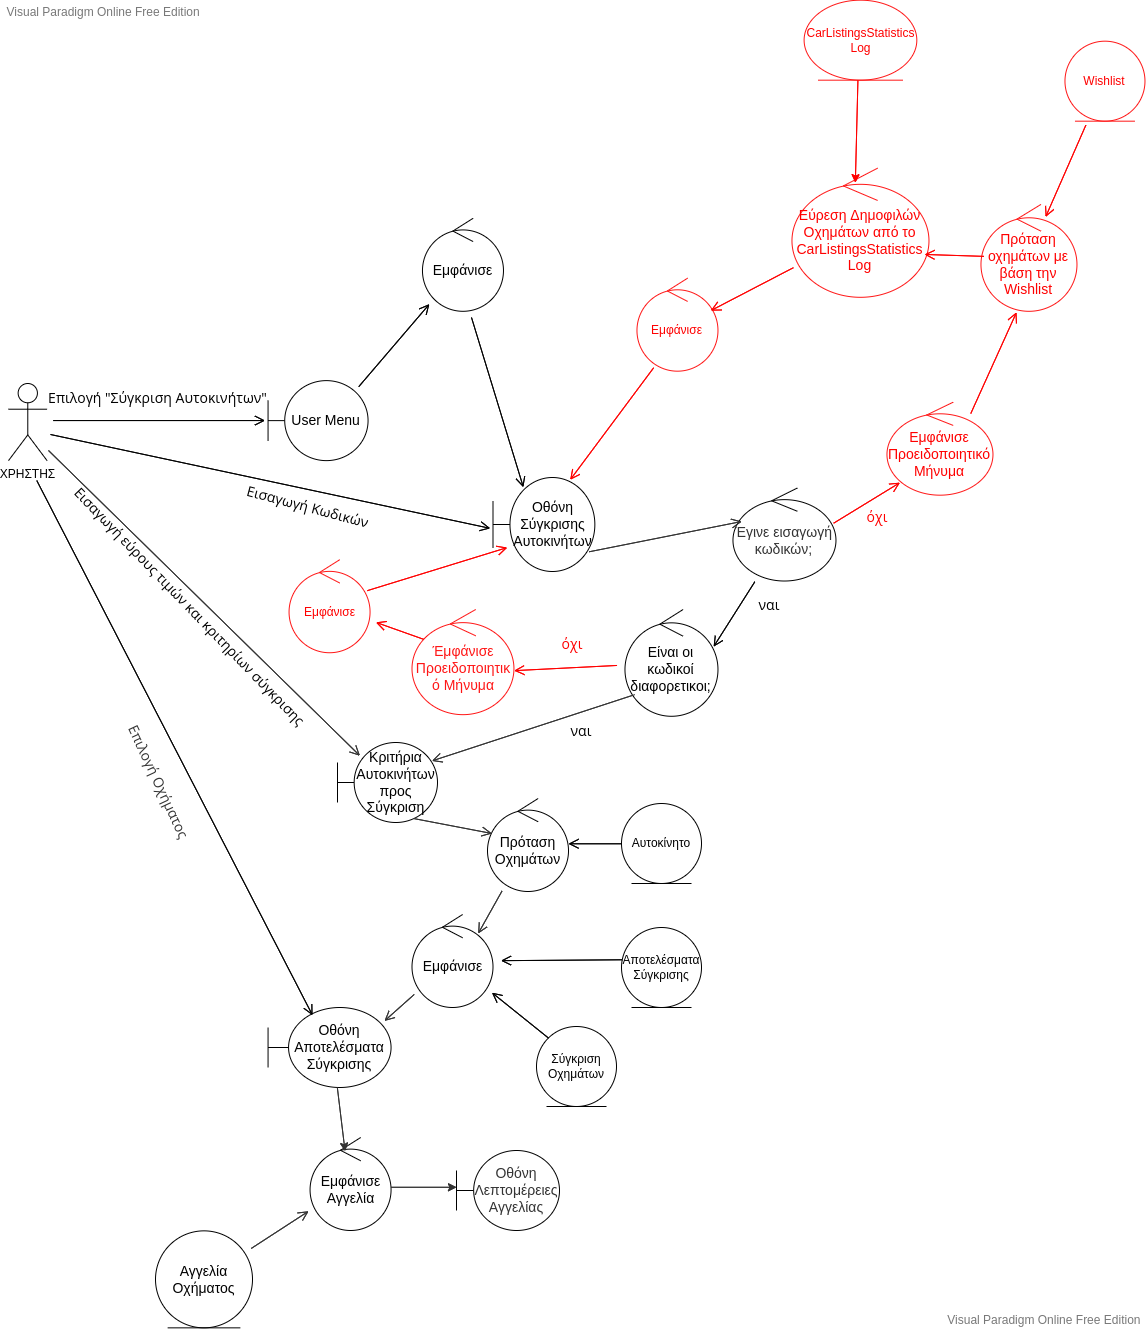 Visual Paradigm Online Free Edition
CarListingsStatistics
Log
Wishlist
Εύρεση Δημοφιλών
Οχημάτων από το
CarListingsStatistics
Log
Πρόταση
οχημάτων με
βάση την
Wishlist
Εμφάνισε
Εμφάνισε
Επιλογή "Σύγκριση Αυτοκινήτων"
User Menu
ΧΡΗΣΤΗΣ
Εμφάνισε
Προειδοποιητικό
Μήνυμα
Εισαγωγή Κωδικών
Οθόνη
Σύγκρισης
Αυτοκινήτων
όχι
Εγινε εισαγωγή
κωδικών;
ναι
Εισαγωγή εύρους τιμών και κριτηρίων σύγκρισης
Εμφάνισε
Έμφάνισε
Προειδοποιητικ
ό Μήνυμα
όχι
Είναι οι
κωδικοί
διαφορετικοι;
ναι
Επιλογή Οχήματος
Κριτήρια
Αυτοκινήτων
προς
Σύγκριση
Πρόταση
Οχημάτων
Αυτοκίνητο
Εμφάνισε
Αποτελέσματα
Σύγκρισης
Οθόνη
Αποτελέσματα
Σύγκρισης
Σύγκριση
Οχημάτων
Εμφάνισε
Αγγελία
Οθόνη
Λεπτομέρειες
Αγγελίας
Αγγελία
Οχήματος
Visual Paradigm Online Free Edition